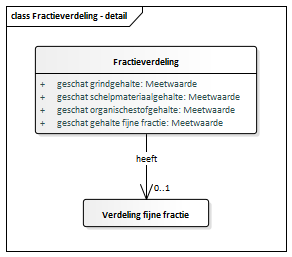 class Fractieverdeling - detail
Fractieverdeling
+ geschat grindgehalte: Meetwaarde
+ geschat schelpmateriaalgehalte: Meetwaarde
+ geschat organischestofgehalte: Meetwaarde
+ geschat gehalte fijne fractie: Meetwaarde
heeft
0..1
Verdeling fijne fractie